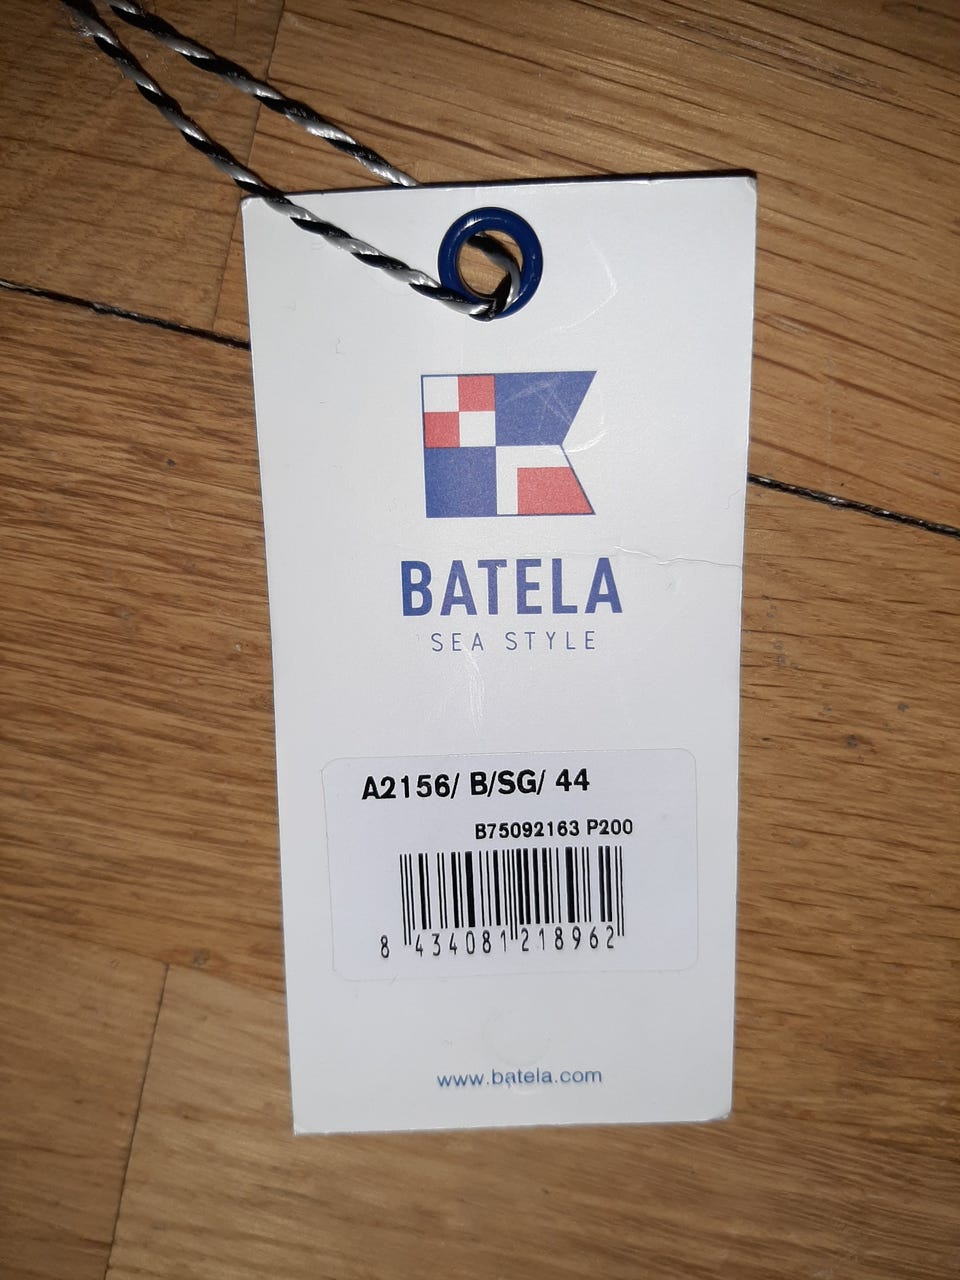 BATELA
SEA STYLE
A2156/ B/SG/ 44
B75092163 P200
8 434081 218962
www.batela.com